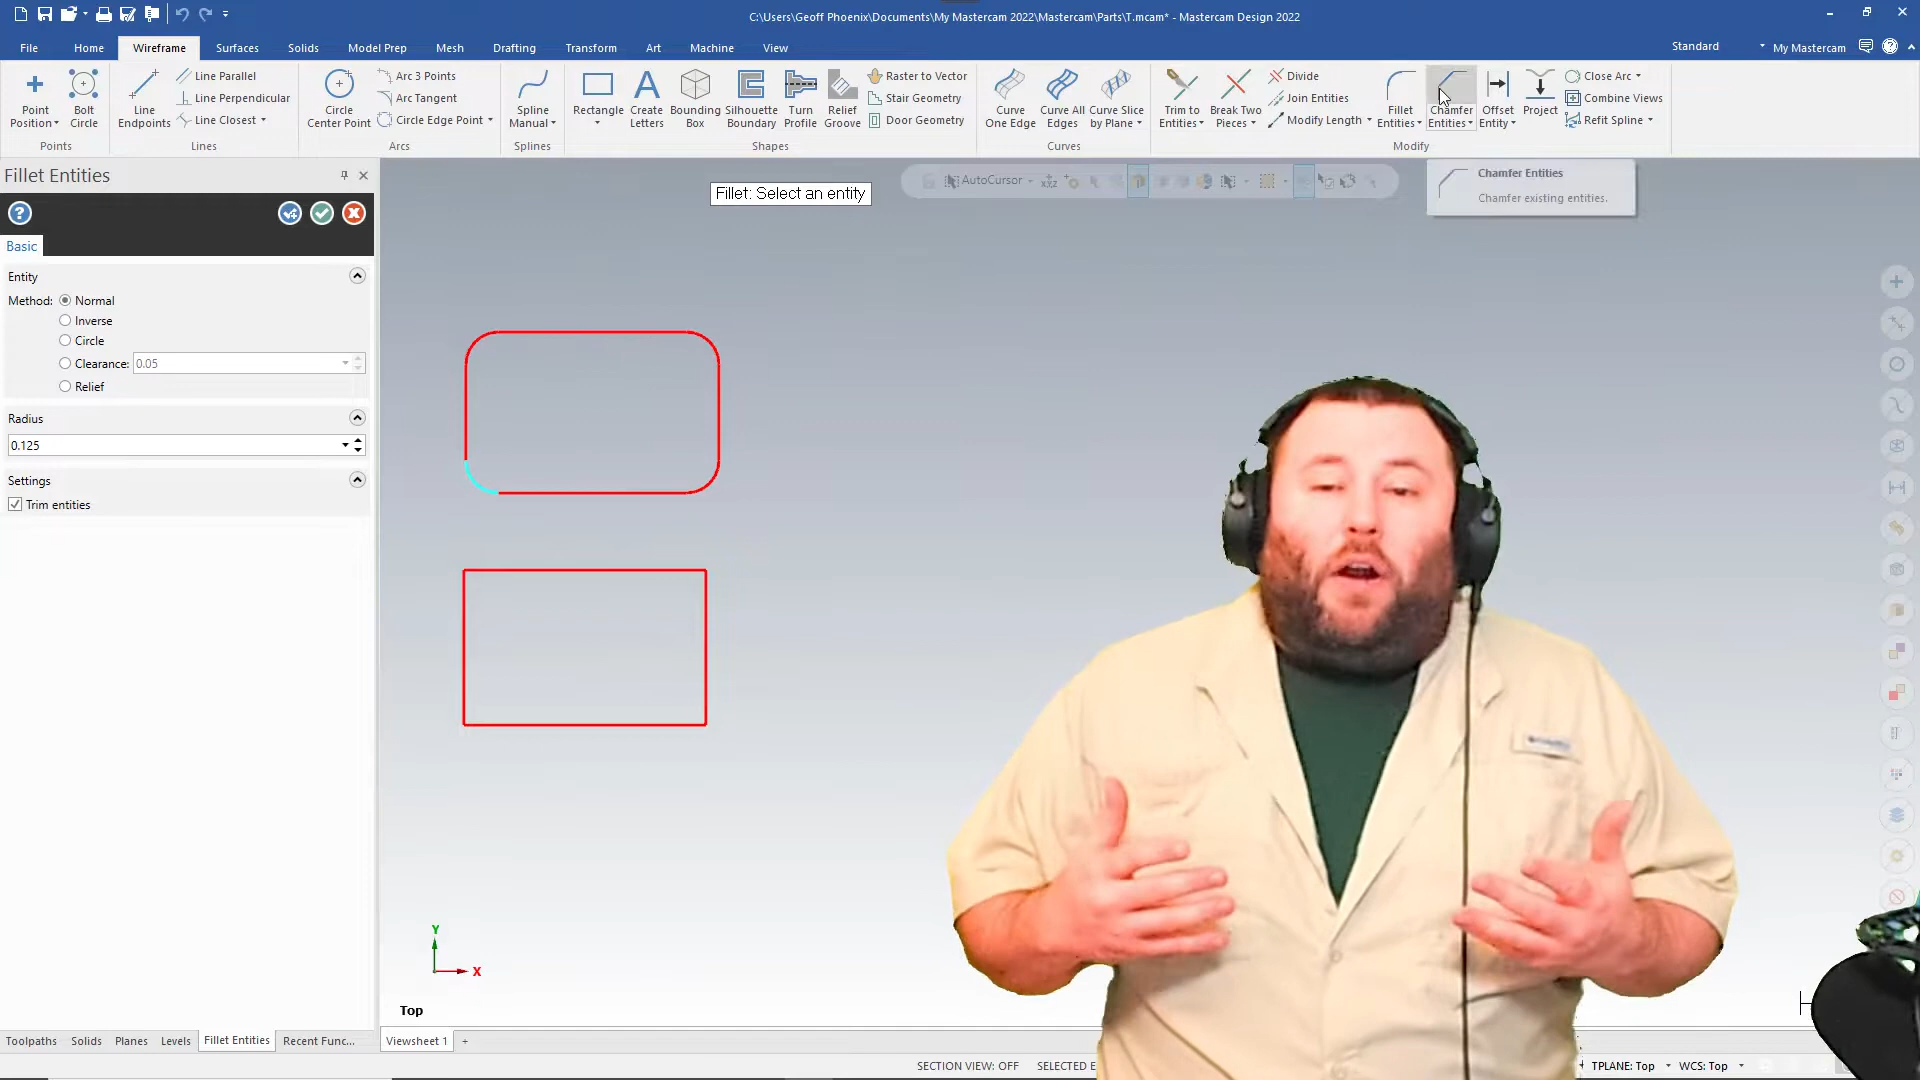 C:\Users\Geoff Phoenix\Documents\My Mastercam 2022\Mastercam\Parts\T.mcam* - Mastercam Design 2022
File Home Wireframe Surfaces Solids Model Prep Mesh Drafting Transform Art Machine View
Standard My Mastercam
Point Position
Bolt Circle
Points
Line Endpoints
Line Parallel
Line Perpendicular
Line Closest
Lines
Circle Center Point
Arc 3 Points
Arc Tangent
Circle Edge Point
Arcs
Spline Manual
Splines
Rectangle
Create Letters
Bounding Box
Silhouette Boundary
Turn Profile
Relief Groove
Raster to Vector
Stair Geometry
Door Geometry
Shapes
Curve One Edge
Curve All Edges
Curve Slice by Plane
Curves
Trim to Entities
Break Two Pieces
Divide
Join Entities
Modify Length
Fillet Entities
Chamfer Entities
Offset Entity
Project
Close Arc
Combine Views
Refit Spline
Modify
Fillet Entities
Basic
Entity
Method: Normal
Inverse
Circle
Clearance: 0.05
Relief
Radius
0.125
Settings
Trim entities
Fillet: Select an entity
AutoCursor
Chamfer Entities
Chamfer existing entities.
Y
X
Top
Toolpaths Solids Planes Levels Fillet Entities Recent Func...
Viewsheet 1 +
SECTION VIEW: OFF SELECTED E
TPLANE: Top WCS: Top